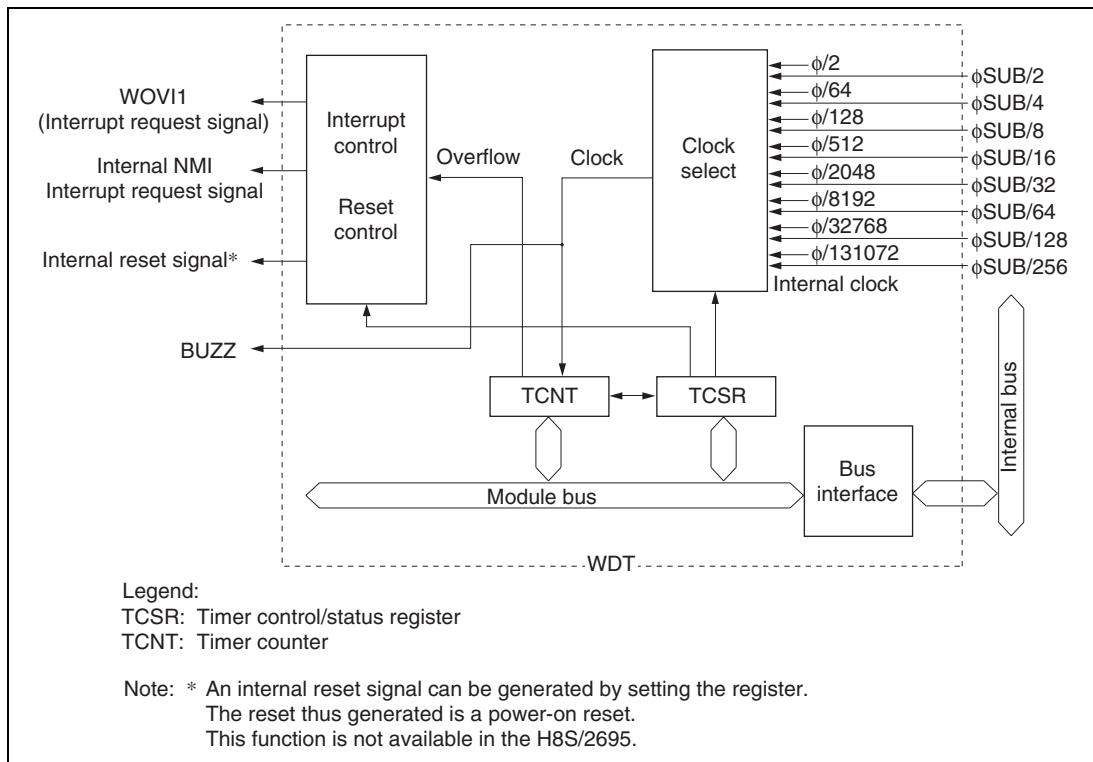 WOVI1
(Interrupt request signal)
Internal NMI
Interrupt request signal
Internal reset signal*
BUZZ
Interrupt
control
Reset
control
Overflow
Clock
Clock
select
ϕ/2
ϕ/64
ϕ/128
ϕ/512
ϕ/2048
ϕ/8192
ϕ/32768
ϕ/131072
Internal clock
ϕSUB/2
ϕSUB/4
ϕSUB/8
ϕSUB/16
ϕSUB/32
ϕSUB/64
ϕSUB/128
ϕSUB/256
TCNT
TCSR
Module bus
Bus
interface
Internal bus
WDT
Legend:
TCSR: Timer control/status register
TCNT: Timer counter
Note: * An internal reset signal can be generated by setting the register.
The reset thus generated is a power-on reset.
This function is not available in the H8S/2695.